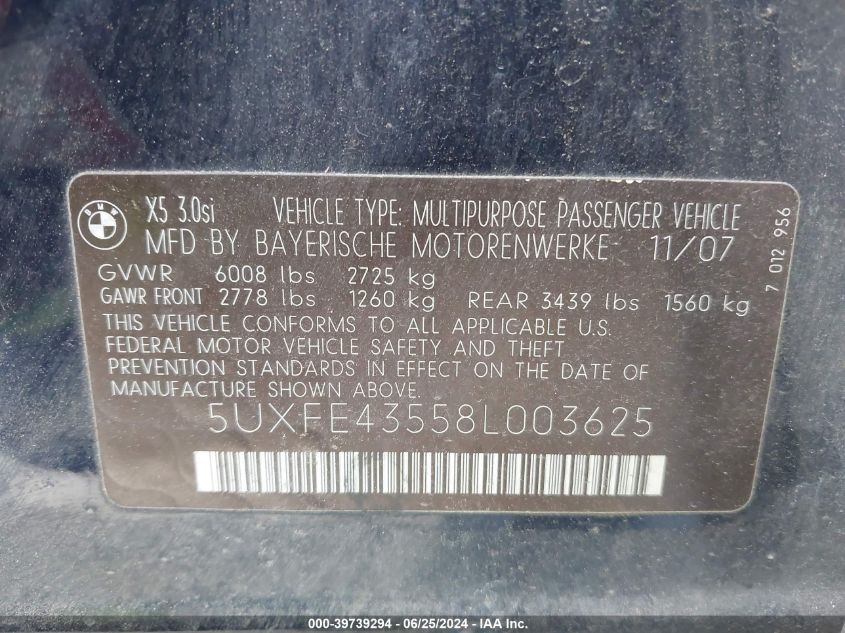 BMW
X5 3.0si VEHICLE TYPE: MULTIPURPOSE PASSENGER VEHICLE
MFD BY BAYERISCHE MOTORENWERKE 11/07
GVWR 6008 lbs 2725 kg
GAWR FRONT 2778 lbs 1260 kg REAR 3439 lbs 1560 kg
THIS VEHICLE CONFORMS TO ALL APPLICABLE U.S.
FEDERAL MOTOR VEHICLE SAFETY AND THEFT
PREVENTION STANDARDS IN EFFECT ON THE DATE OF
MANUFACTURE SHOWN ABOVE.
5UXFE43558L003625
7 012 956
000-39739294 - 06/25/2024 - IAA Inc.